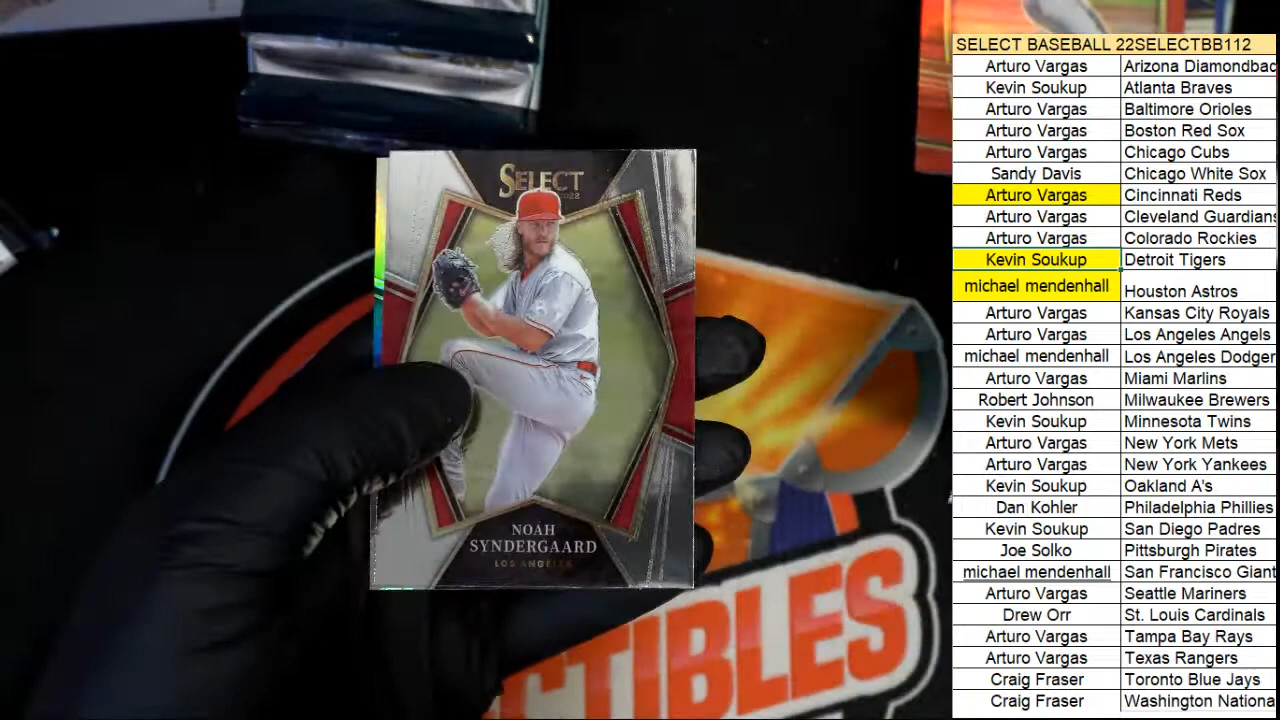 SELECT
2022
NOAH
SYNDERGAARD
LOS ANGELES
CTIBLES
SELECT BASEBALL 22SELECTBB112
Arturo Vargas Arizona Diamondbac
Kevin Soukup Atlanta Braves
Arturo Vargas Baltimore Orioles
Arturo Vargas Boston Red Sox
Arturo Vargas Chicago Cubs
Sandy Davis Chicago White Sox
Arturo Vargas Cincinnati Reds
Arturo Vargas Cleveland Guardians
Arturo Vargas Colorado Rockies
Kevin Soukup Detroit Tigers
michael mendenhall Houston Astros
Arturo Vargas Kansas City Royals
Arturo Vargas Los Angeles Angels
michael mendenhall Los Angeles Dodger
Arturo Vargas Miami Marlins
Robert Johnson Milwaukee Brewers
Kevin Soukup Minnesota Twins
Arturo Vargas New York Mets
Arturo Vargas New York Yankees
Kevin Soukup Oakland A's
Dan Kohler Philadelphia Phillies
Kevin Soukup San Diego Padres
Joe Solko Pittsburgh Pirates
michael mendenhall San Francisco Giant
Arturo Vargas Seattle Mariners
Drew Orr St. Louis Cardinals
Arturo Vargas Tampa Bay Rays
Arturo Vargas Texas Rangers
Craig Fraser Toronto Blue Jays
Craig Fraser Washington Nationa